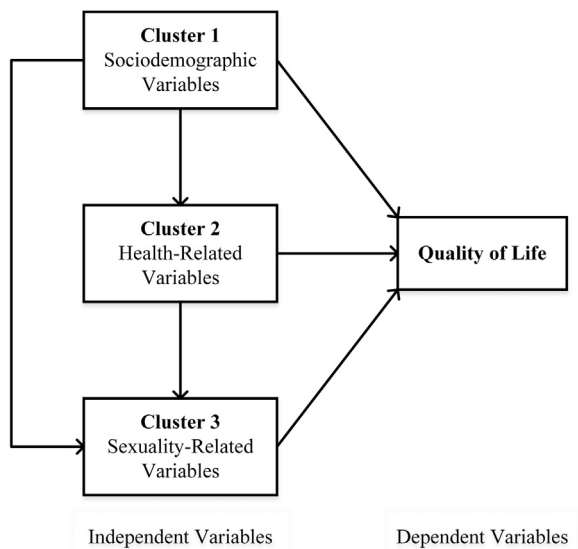 Cluster 1
Sociodemographic
Variables
Cluster 2
Health-Related
Variables
Quality of Life
Cluster 3
Sexuality-Related
Variables
Independent Variables
Dependent Variables